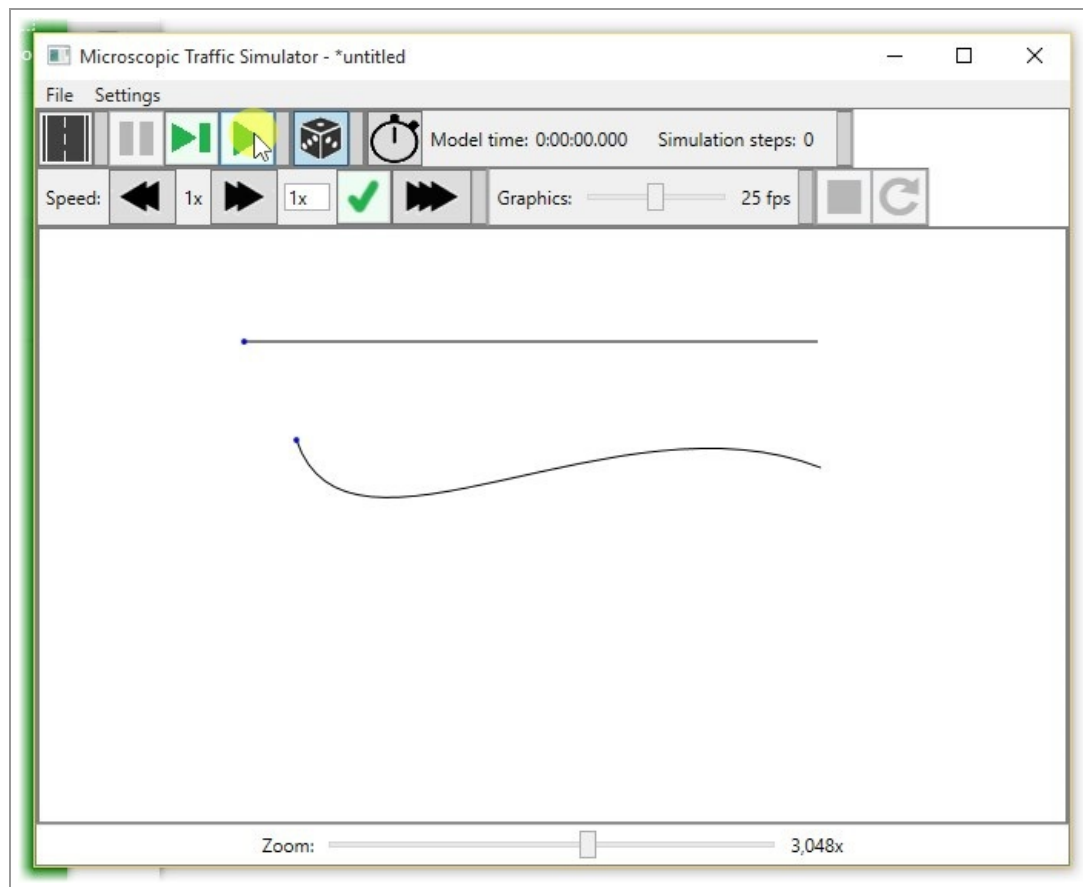 Microscopic Traffic Simulator - *untitled
File Settings
Model time: 0:00:00.000 Simulation steps: 0
Speed: 1x 1x Graphics: 25 fps
Zoom: 3,048x